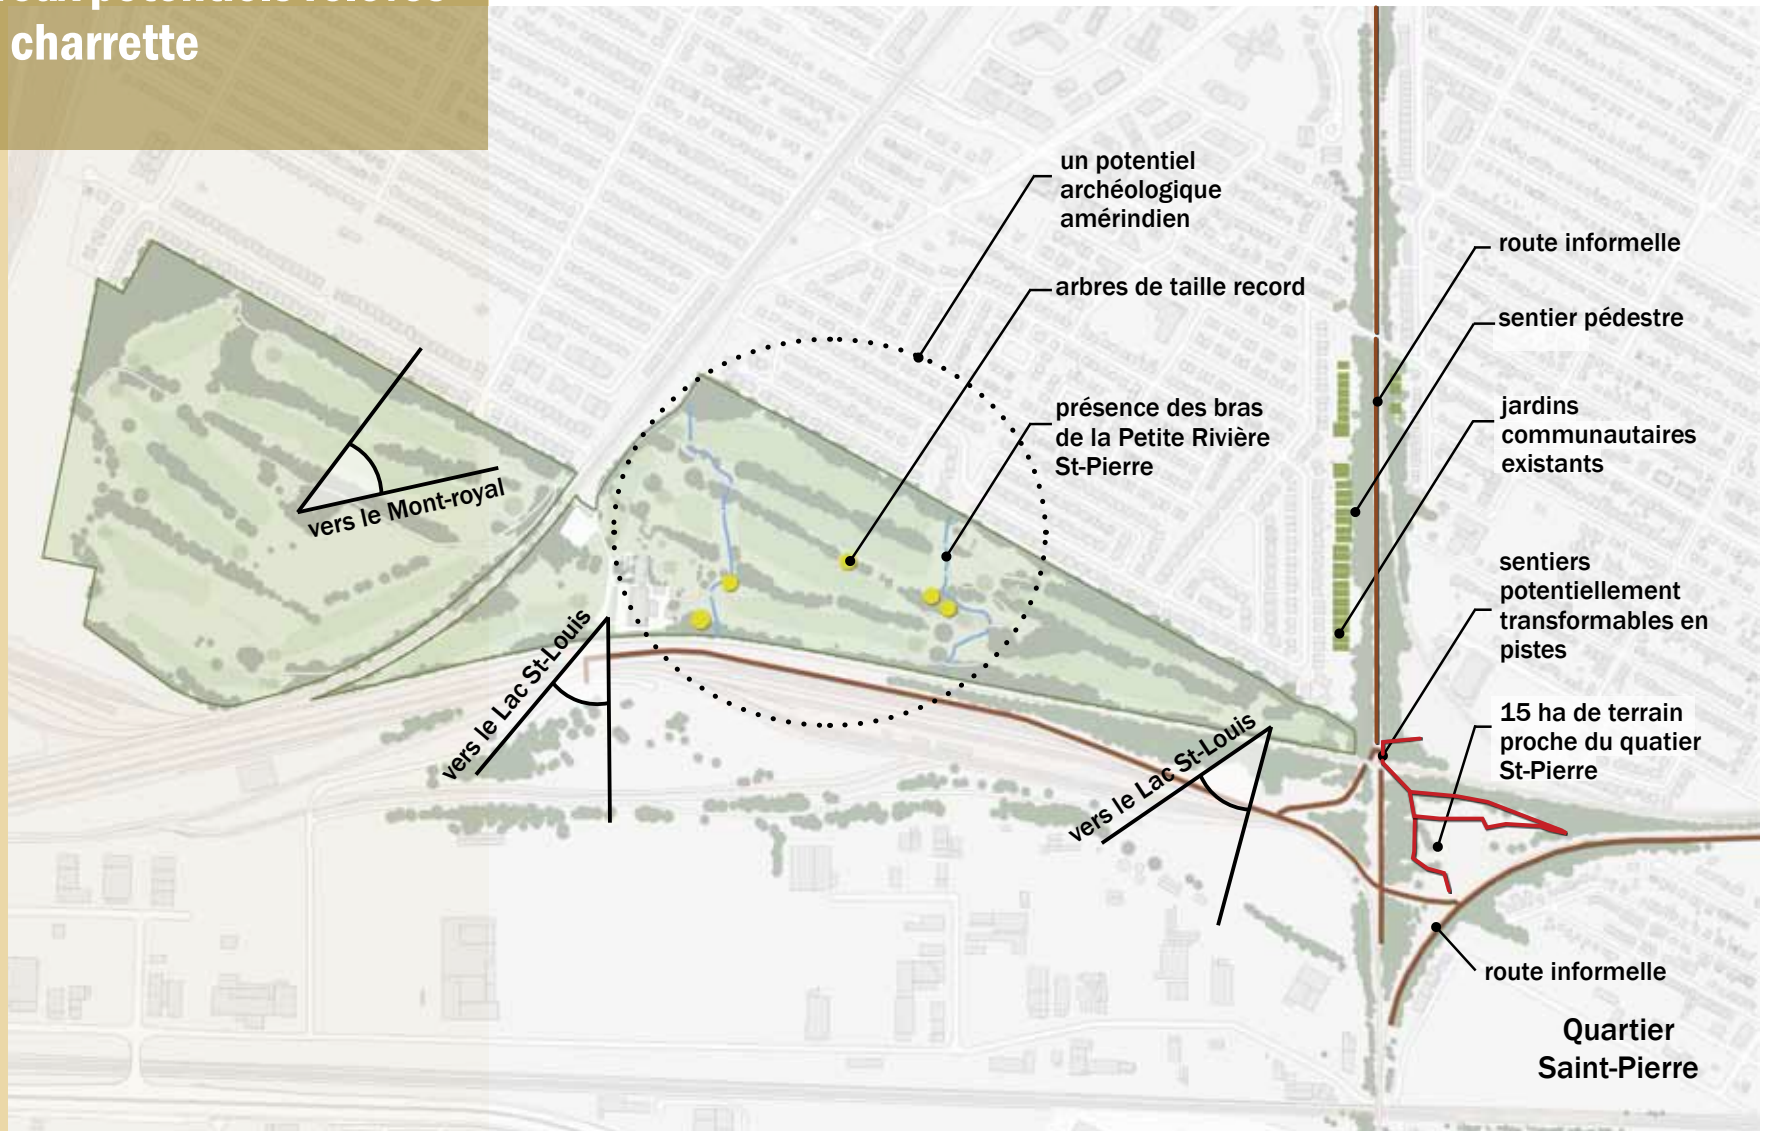 charrette
un potentiel
archéologique
amérindien
arbres de taille record
présence des bras
de la Petite Rivière
St-Pierre
route informelle
sentier pédestre
jardins
communautaires
existants
sentiers
potentiellement
transformables en
pistes
15 ha de terrain
proche du quatier
St-Pierre
route informelle
Quartier
Saint-Pierre
vers le Mont-royal
vers le Lac St-Louis
vers le Lac St-Louis